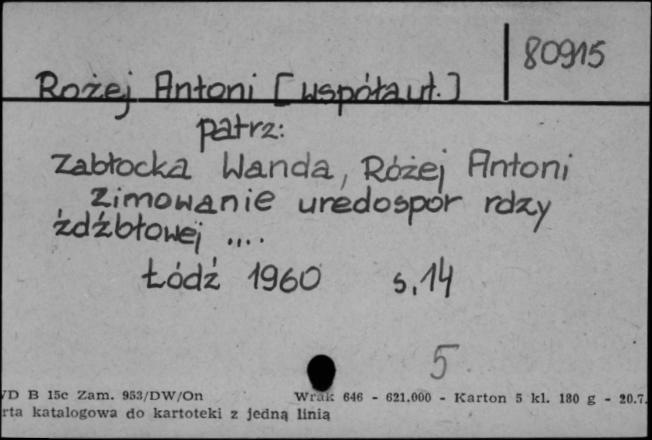 80915
Rożej Antoni [współaut.]
patrz:
Zabłocka Wanda, Różej Antoni
Zimowanie uredospor rdzy
źdźbłowej ....
Łódź 1960 s. 14
5
VD B 15c Zam. 953/DW/On Wrak 646 - 621.000 - Karton 5 kl. 180 g - 20.7.
rta katalogowa do kartoteki z jedną linią